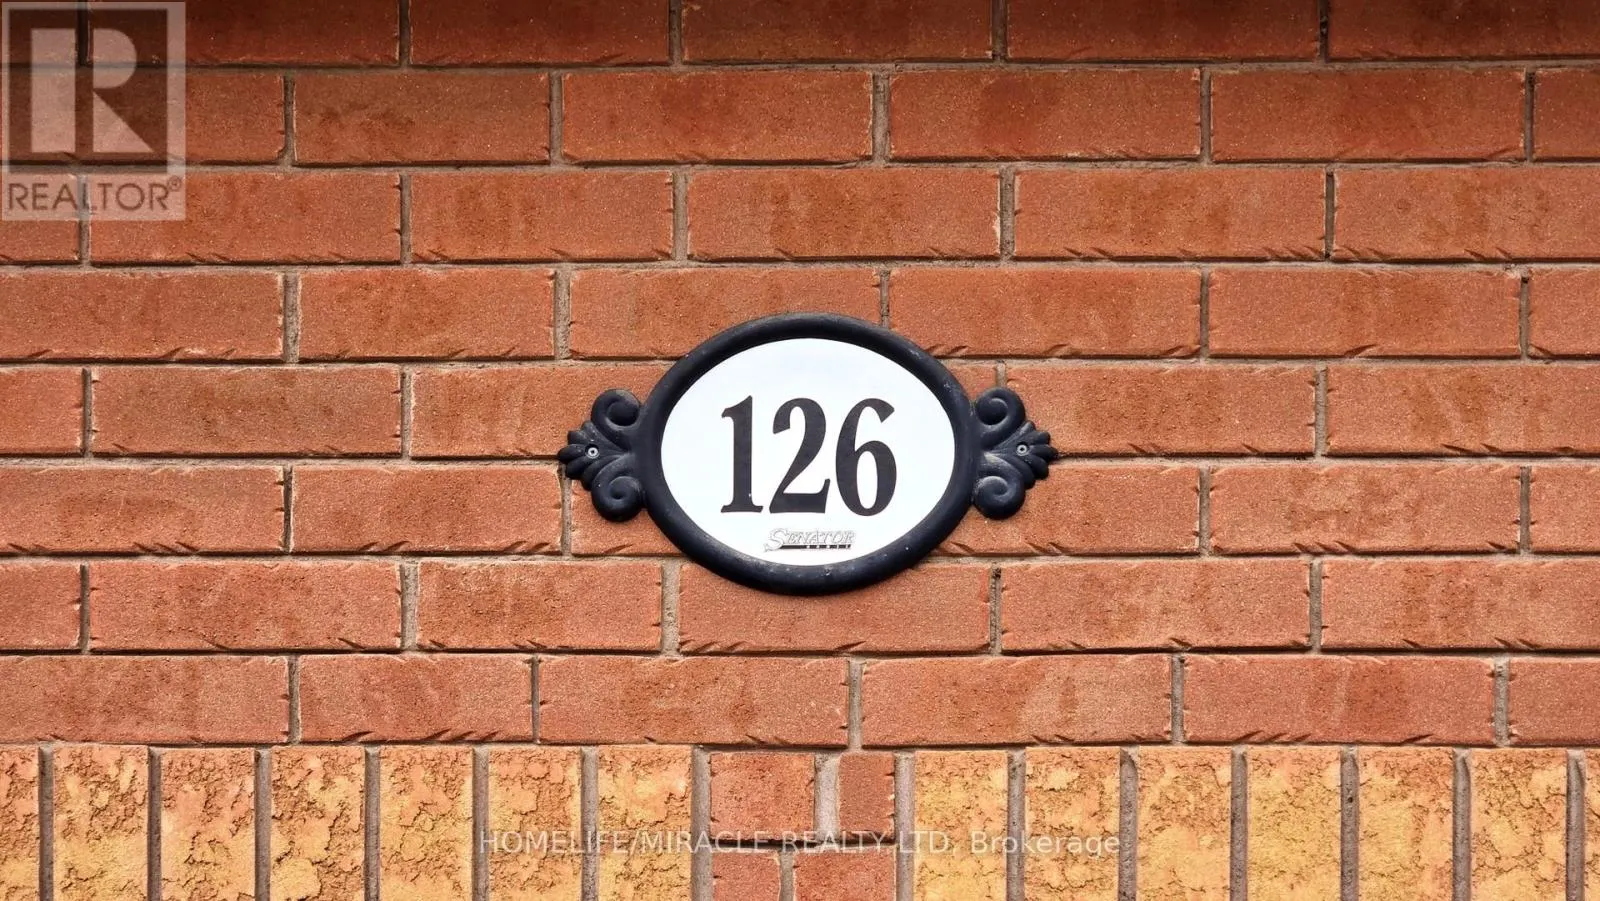 R
REALTOR®
126
SENATOR
HOMELIFE/MIRACLE REALTY LTD, Brokerage